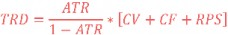 TRD = ATR / 1 − ATR * [CV + CF + RPS]